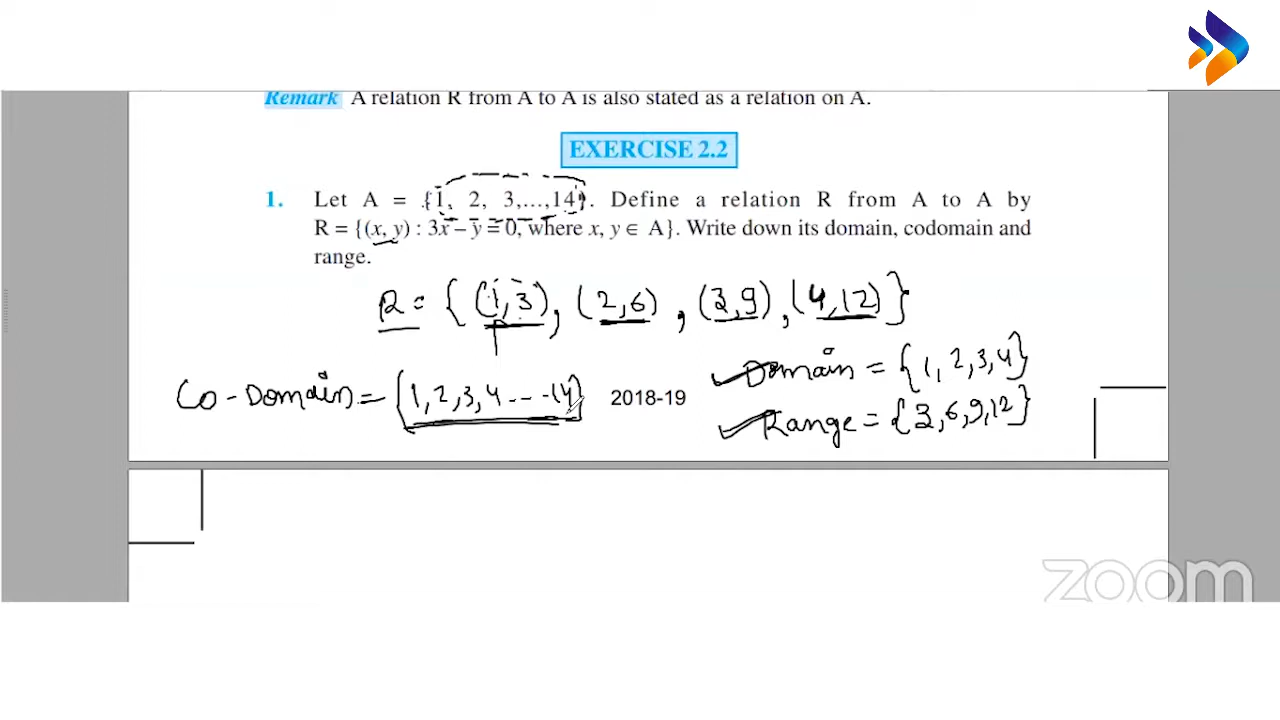 Remark A relation R from A to A is also stated as a relation on A.
EXERCISE 2.2
1. Let A = {1, 2, 3,...,14}. Define a relation R from A to A by
R = {(x, y) : 3x – y = 0, where x, y ∈ A}. Write down its domain, codomain and
range.
R = {(1,3), (2,6), (3,9), (4,12)}
Domain = {1,2,3,4}
Co-Domain = {1,2,3,4-----14}
2018-19
Range = {3,6,9,12}
zoom